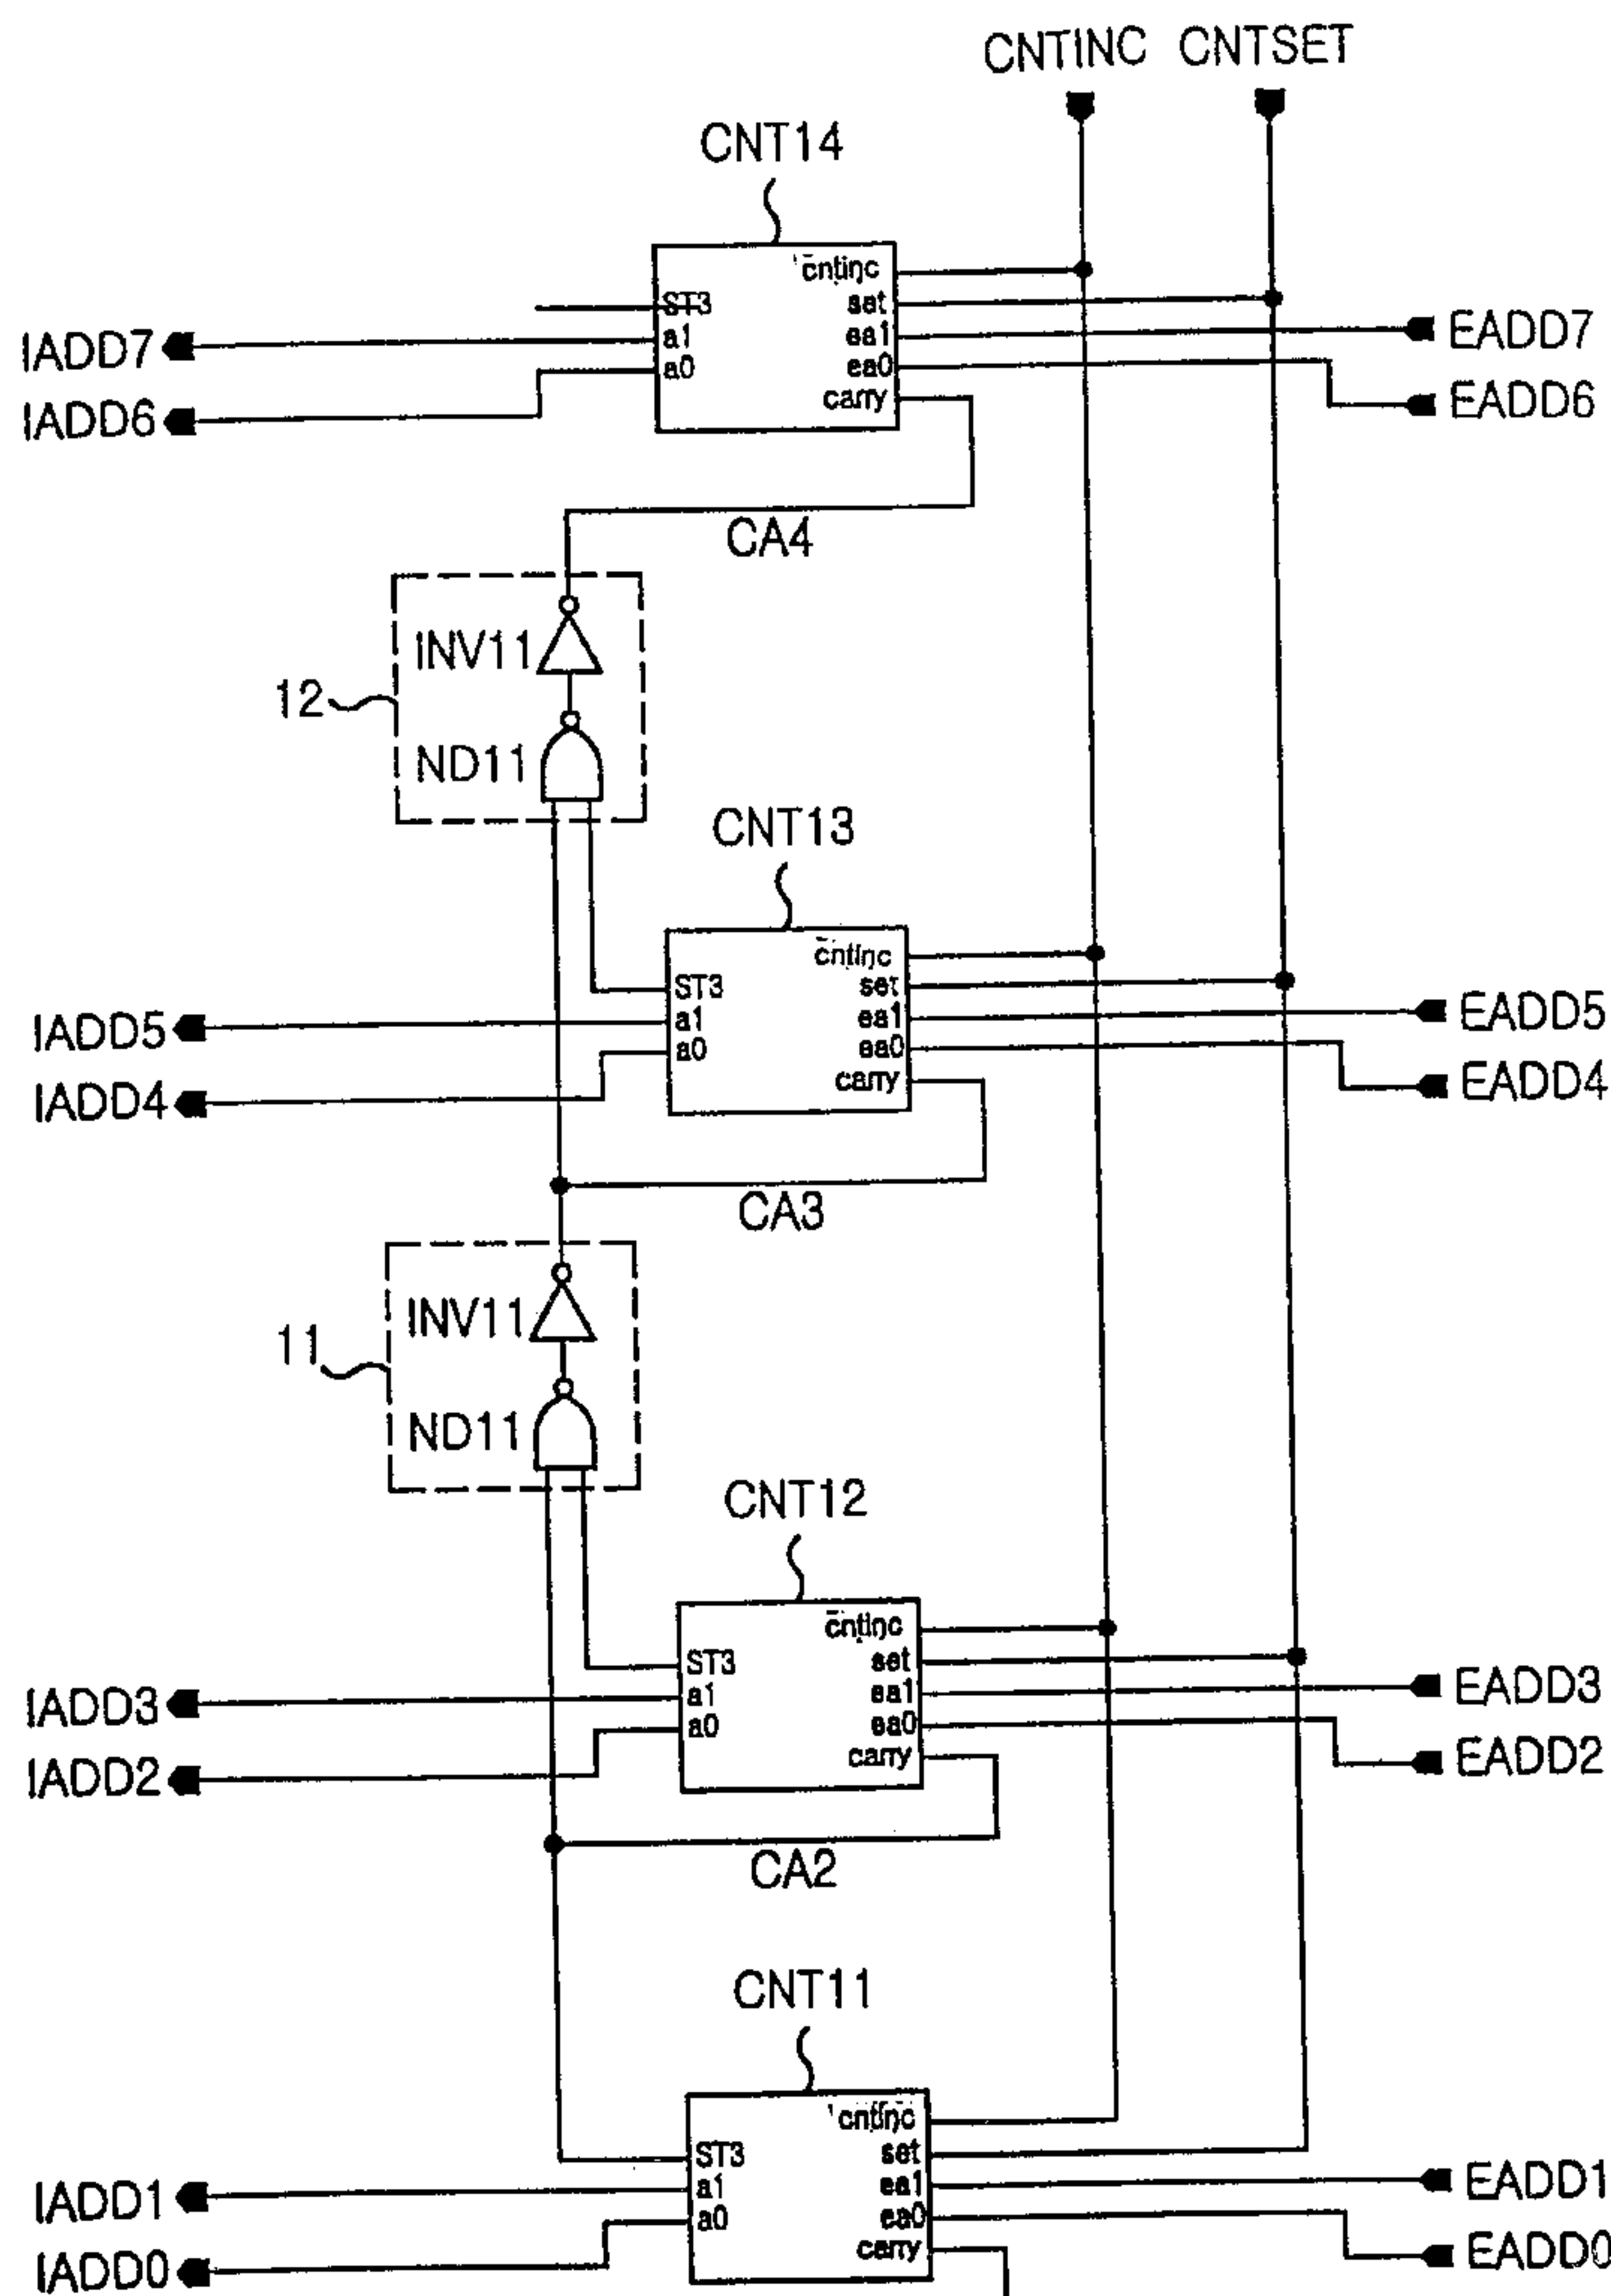 CNTINC CNTSET
CNT14
cntinc
set
ST3
ea1
a1
ea0
a0
carry
IADD7
IADD6
EADD7
EADD6
CA4
INV11
12
ND11
CNT13
cntinc
set
ST3
ea1
a1
ea0
a0
carry
IADD5
IADD4
EADD5
EADD4
CA3
INV11
11
ND11
CNT12
cntinc
set
ST3
ea1
a1
ea0
a0
carry
IADD3
IADD2
EADD3
EADD2
CA2
CNT11
cntinc
set
ST3
ea1
a1
ea0
a0
carry
IADD1
IADD0
EADD1
EADD0